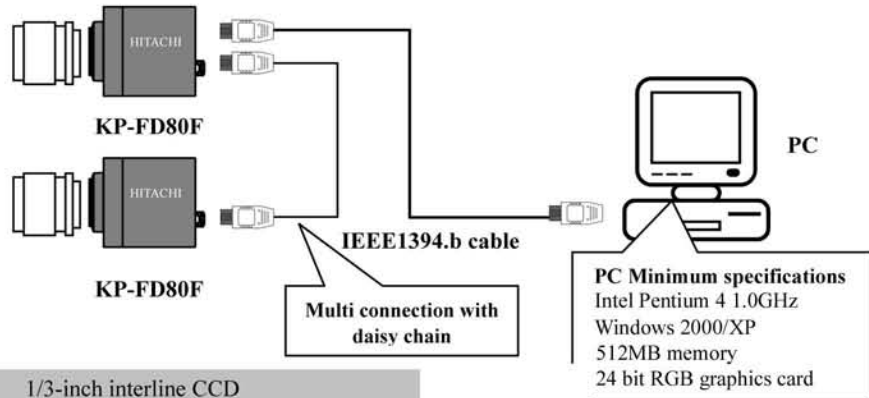 HITACHI
KP-FD80F
HITACHI
KP-FD80F
PC
IEEE1394.b cable
Multi connection with
daisy chain
PC Minimum specifications
Intel Pentium 4 1.0GHz
Windows 2000/XP
512MB memory
24 bit RGB graphics card
1/3-inch interline CCD